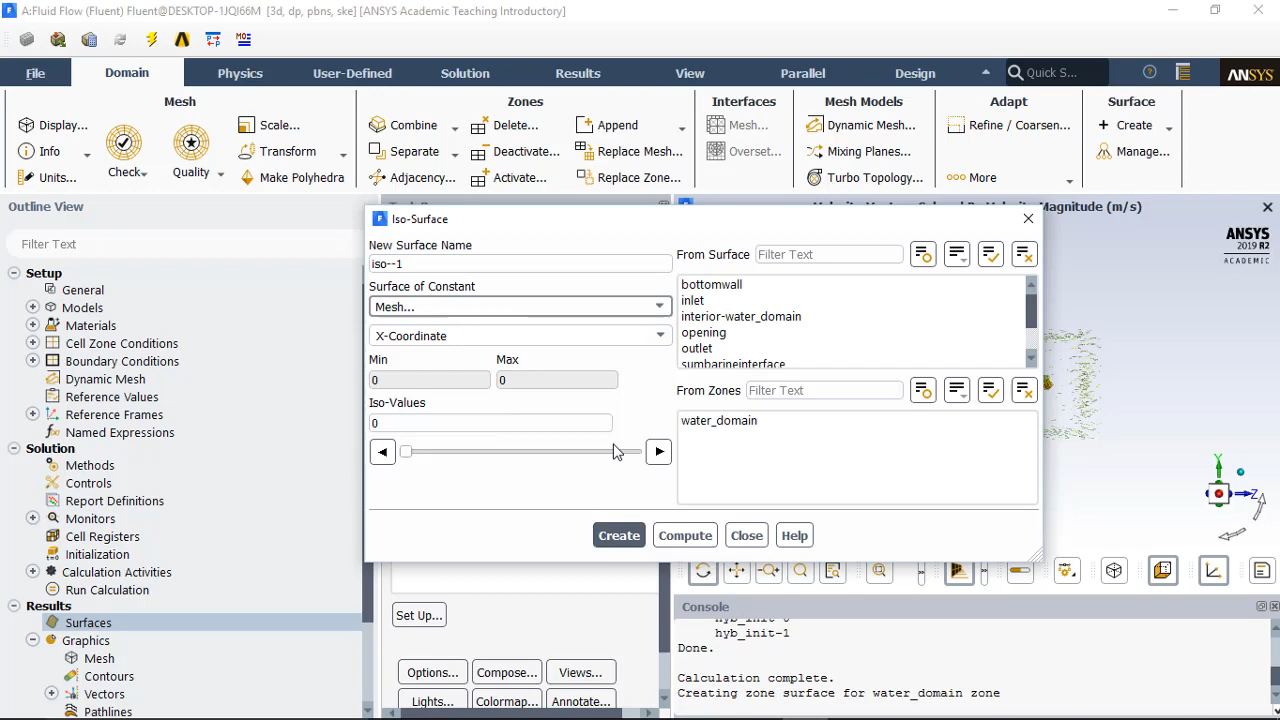 A:Fluid Flow (Fluent) Fluent@DESKTOP-1JQI66M [3d, dp, pbns, ske] [ANSYS Academic Teaching Introductory]
File Domain Physics User-Defined Solution Results View Parallel Design Quick S... ANSYS
Mesh Zones Interfaces Mesh Models Adapt Surface
Display... Scale... Combine Delete... Append Mesh... Dynamic Mesh... Refine / Coarsen... Create
Info Transform Separate Deactivate... Replace Mesh... Overset... Mixing Planes... Manage...
Units... Check Quality Make Polyhedra Adjacency... Activate... Replace Zone... Turbo Topology... More
Outline View
Filter Text
Setup
General
Models
Materials
Cell Zone Conditions
Boundary Conditions
Dynamic Mesh
Reference Values
Reference Frames
Named Expressions
Solution
Methods
Controls
Report Definitions
Monitors
Cell Registers
Initialization
Calculation Activities
Run Calculation
Results
Surfaces
Graphics
Mesh
Contours
Vectors
Pathlines
Iso-Surface
New Surface Name
iso--1
Surface of Constant
Mesh...
X-Coordinate
Min Max
0 0
Iso-Values
0
From Surface Filter Text
bottomwall
inlet
interior-water_domain
opening
outlet
sumbarineinterface
From Zones Filter Text
water_domain
Create Compute Close Help
Magnitude (m/s)
ANSYS
2019 R2
Y
Z
Set Up...
Options... Compose... Views...
Lights... Colormap... Annotate...
Console
hyb_init-1
Done.
Calculation complete.
Creating zone surface for water_domain zone